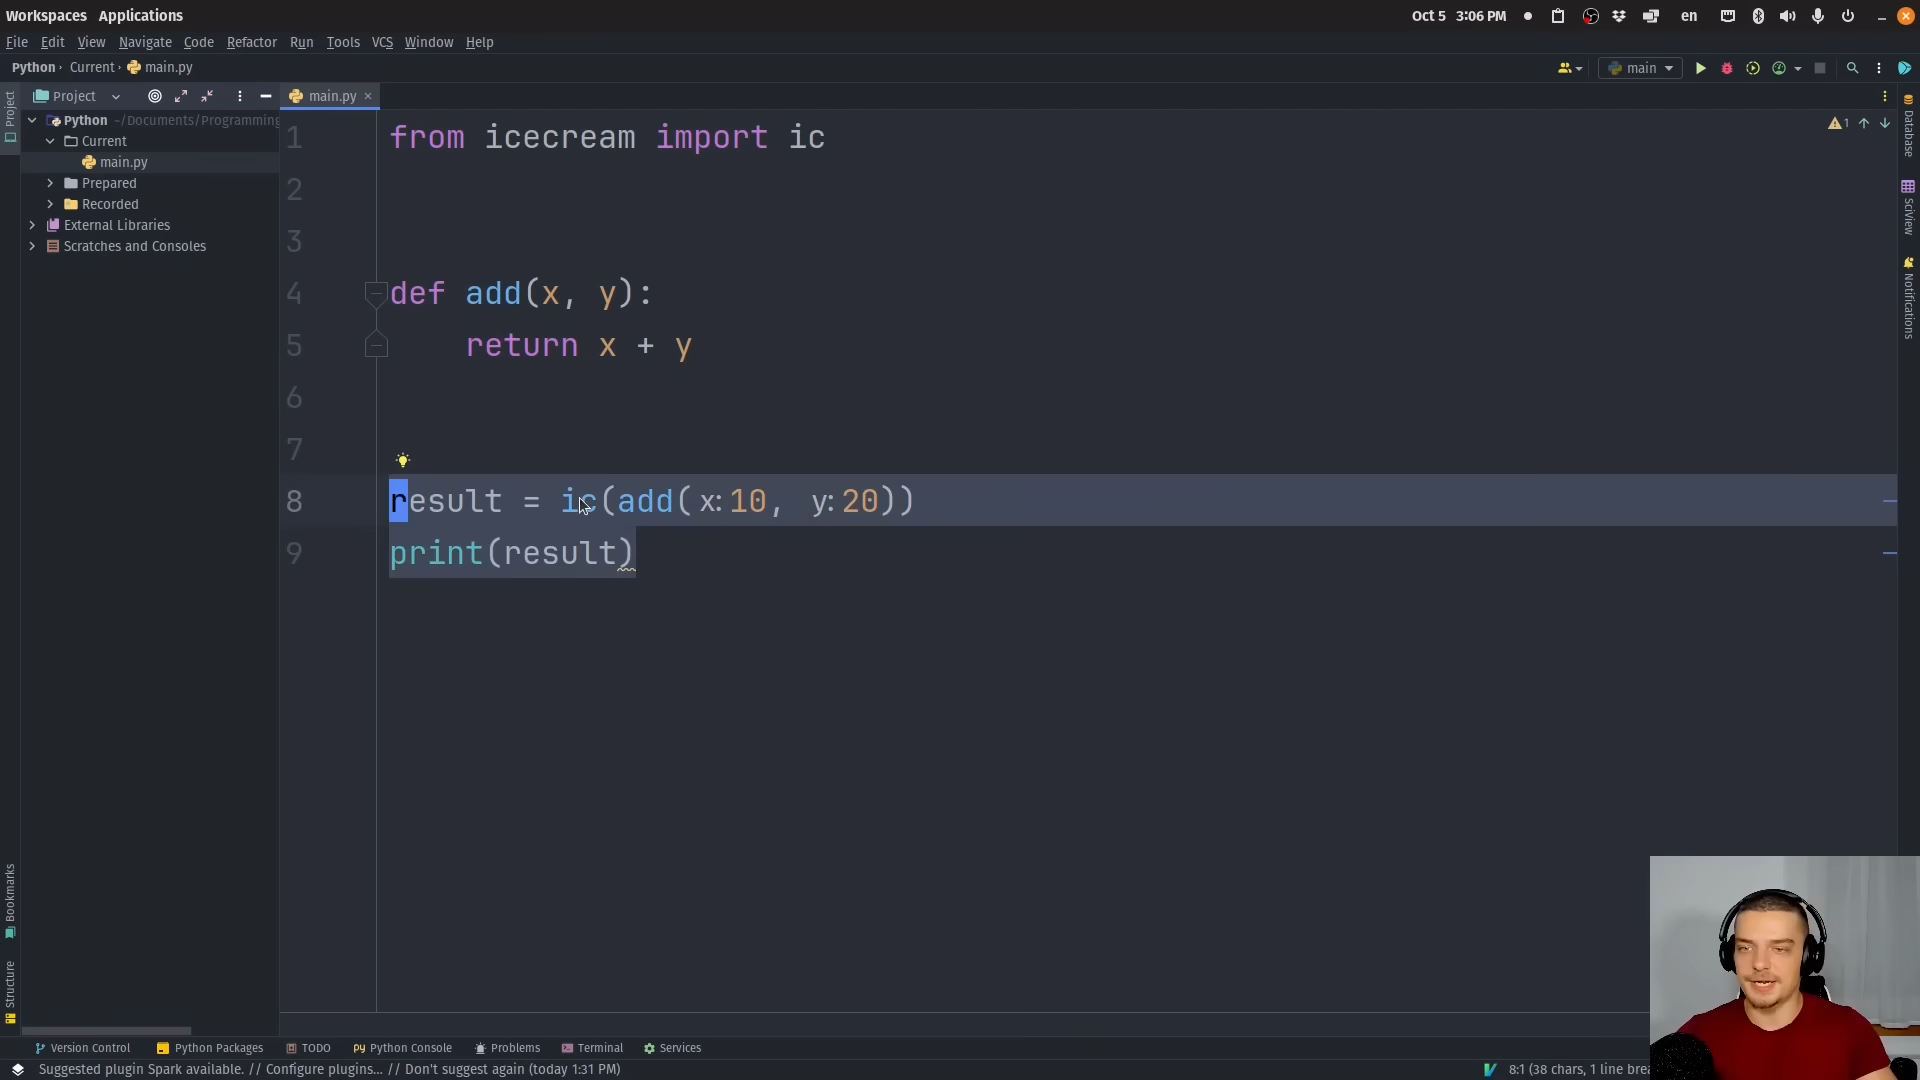 Workspaces Applications
Oct 5 3:06 PM
en
File Edit View Navigate Code Refactor Run Tools VCS Window Help
Python › Current › main.py
main
Project
main.py
Python ~/Documents/Programming
Current
main.py
Prepared
Recorded
External Libraries
Scratches and Consoles
Project
Bookmarks
Structure
1 from icecream import ic
2
3
4 def add(x, y):
5 return x + y
6
7
8 result = ic(add( x: 10, y: 20))
9 print(result)
1
Database
SciView
Notifications
Version Control Python Packages TODO Python Console Problems Terminal Services
Suggested plugin Spark available. // Configure plugins... // Don't suggest again (today 1:31 PM)
8:1 (38 chars, 1 line brea